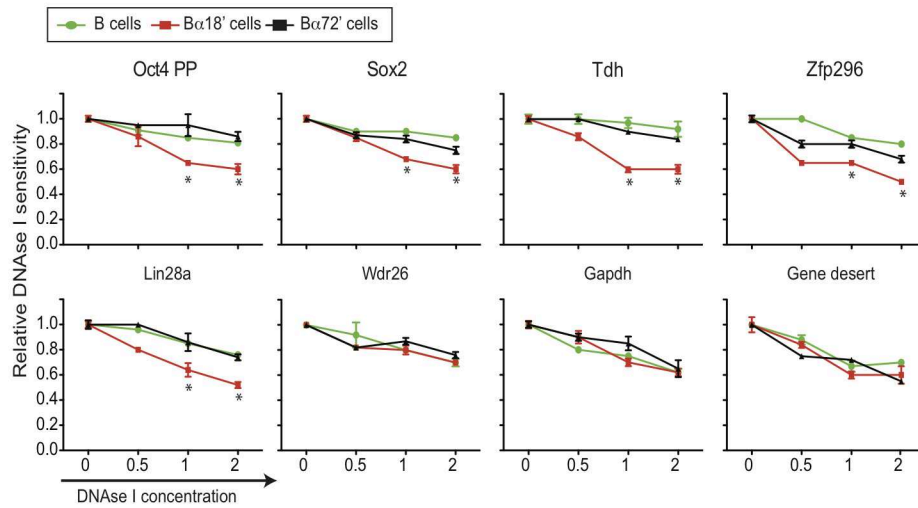 B cells Bα18' cells Bα72' cells
Oct4 PP Sox2 Tdh Zfp296
Relative DNAse I sensitivity
1.0
0.8
0.6
0.4
0.2
0.0
* * * * * * * *
Lin28a Wdr26 Gapdh Gene desert
1.0
0.8
0.6
0.4
0.2
0.0
* *
0 0.5 1 2 0 0.5 1 2 0 0.5 1 2 0 0.5 1 2
DNAse I concentration